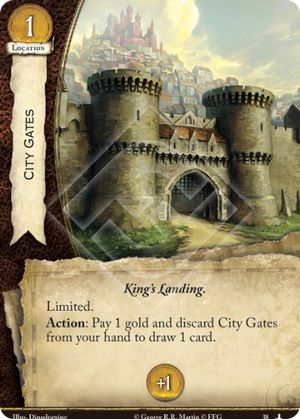 1
LOCATION
CITY GATES
King's Landing.
Limited.
Action: Pay 1 gold and discard City Gates
from your hand to draw 1 card.
+1
Illus. Dinodrawing
© George R.R. Martin © FFG